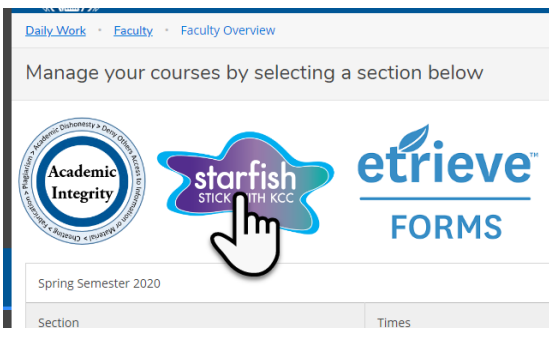 Daily Work · Faculty · Faculty Overview
Manage your courses by selecting a section below
Academic Dishonesty > Deny Others Access to Information or Material > Cheating > Fabrication > Plagiarism >
Academic
Integrity
starfish
STICK WITH KCC
etrieve™
FORMS
Spring Semester 2020
Section
Times